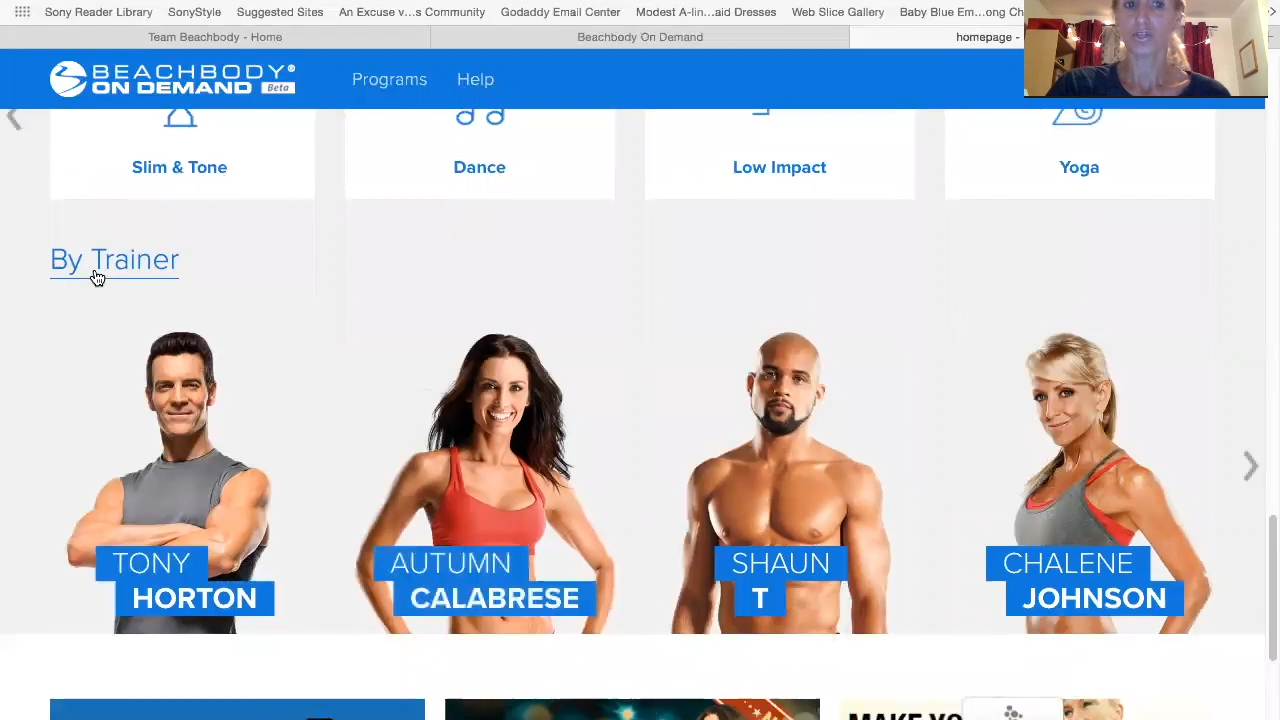 Sony Reader Library SonyStyle Suggested Sites An Excuse v...s Community Godaddy Email Center Modest A-lin...aid Dresses Web Slice Gallery Baby Blue Em...ong Ch
Team Beachbody - Home Beachbody On Demand homepage -
BEACHBODY®
ON DEMAND Beta
Programs Help
Slim & Tone Dance Low Impact Yoga
By Trainer
TONY
HORTON
AUTUMN
CALABRESE
SHAUN
T
CHALENE
JOHNSON
MAKE YO